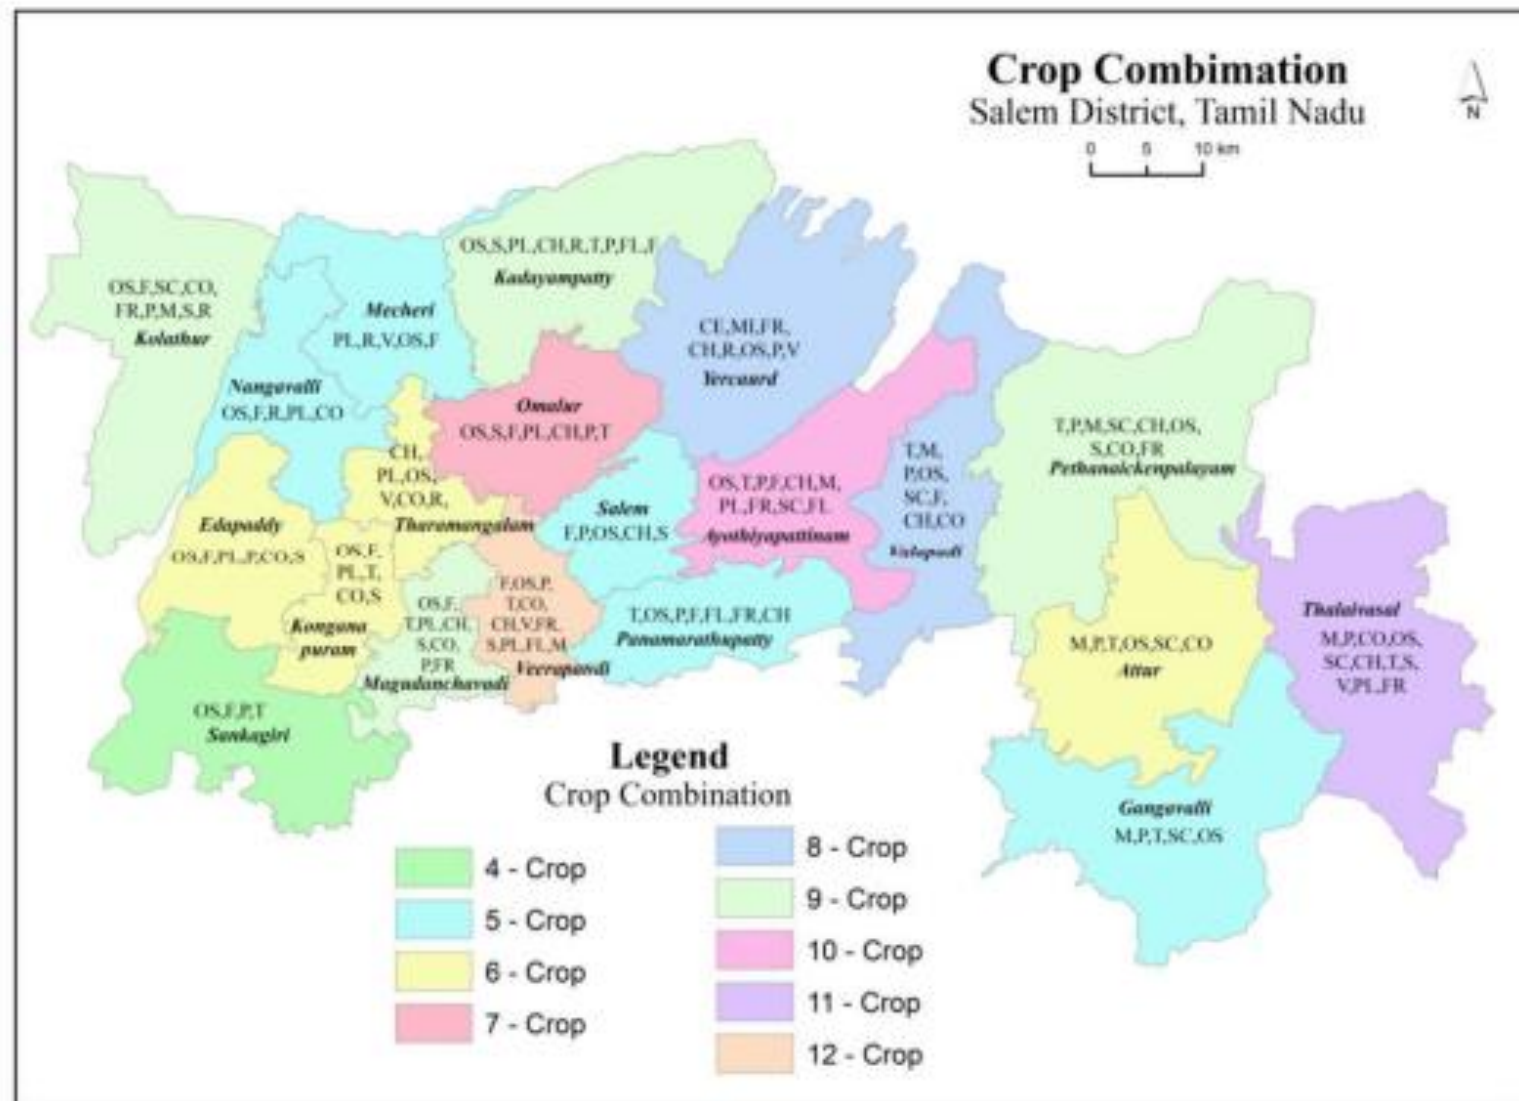 Crop Combimation
Salem District, Tamil Nadu
N
0 5 10 km
OS,S,PL,CH,R,T,P,FL,F
Kadayampatty
OS,F,SC,CO,
FR,P,M,S,R
Kolathur
Mecheri
PL,R,V,OS,F
CE,MI,FR,
CH,R,OS,P,V
Yercaurd
Nangavalli
OS,F,R,PL,CO
Omalur
OS,S,F,PL,CH,P,T
T,P,M,SC,CH,OS,
S,CO,FR
Pethanaickenpalayam
CH,
PL,OS,
V,CO,R,
Tharamangalam
T,M,
P,OS,
SC,F,
CH,CO
Valapadi
OS,T,P,F,CH,M,
PL,FR,SC,FL
Ayothiyapattinam
Salem
F,P,OS,CH,S
Edapaddy
OS,F,PL,P,CO,S
OS,F,
PL,T,
CO,S
Kongana
puram
OS,F,
T,PL,CH,
S,CO,
P,FR
Magudanchavadi
F,OS,P,
T,CO,
CH,V,FR,
S,PL,FL,M
Veerapandi
T,OS,P,F,FL,FR,CH
Panamarathupatty
M,P,T,OS,SC,CO
Attur
Thalaivasal
M,P,CO,OS,
SC,CH,T,S,
V,PL,FR
OS,F,P,T
Sankagiri
Gangavalli
M,P,T,SC,OS
Legend
Crop Combination
4 - Crop
5 - Crop
6 - Crop
7 - Crop
8 - Crop
9 - Crop
10 - Crop
11 - Crop
12 - Crop